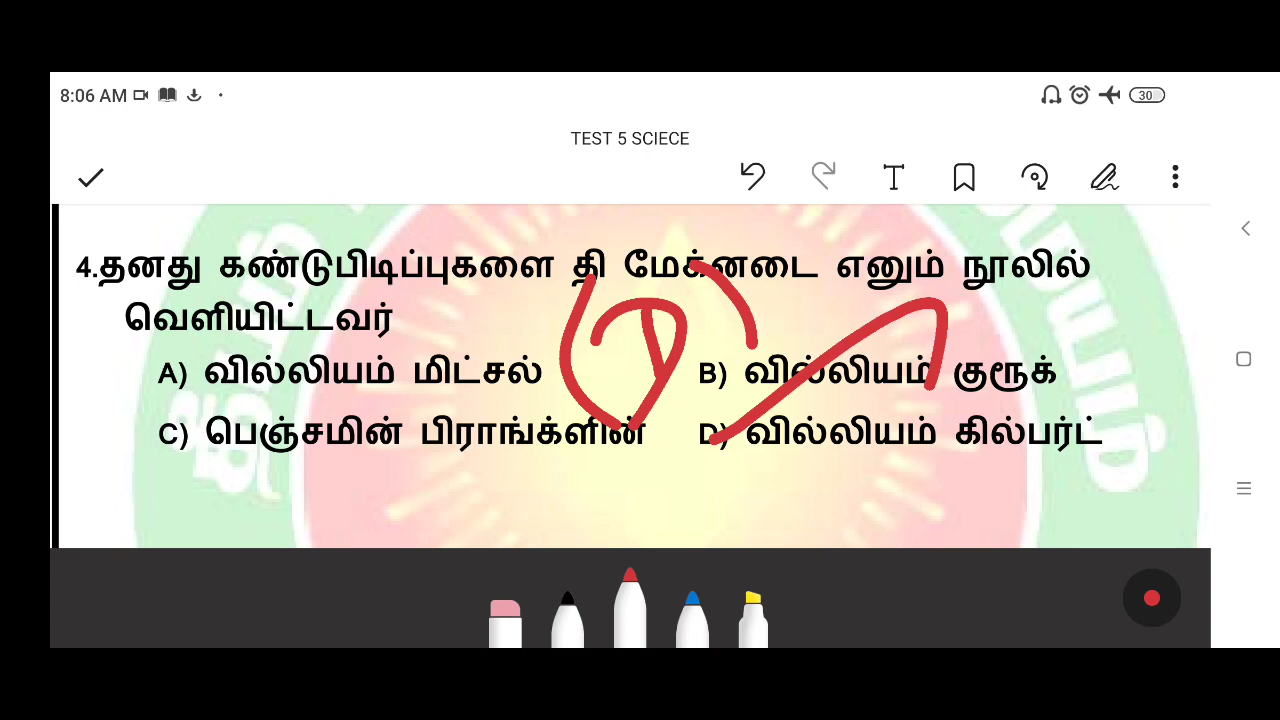 8:06 AM
30
TEST 5 SCIECE
4.தனது கண்டுபிடிப்புகளை தி மேக்னடை எனும் நூலில்
வெளியிட்டவர்
A) வில்லியம் மிட்சல்
B) வில்லியம் குரூக்
C) பெஞ்சமின் பிராங்க்ளின்
D) வில்லியம் கில்பர்ட்